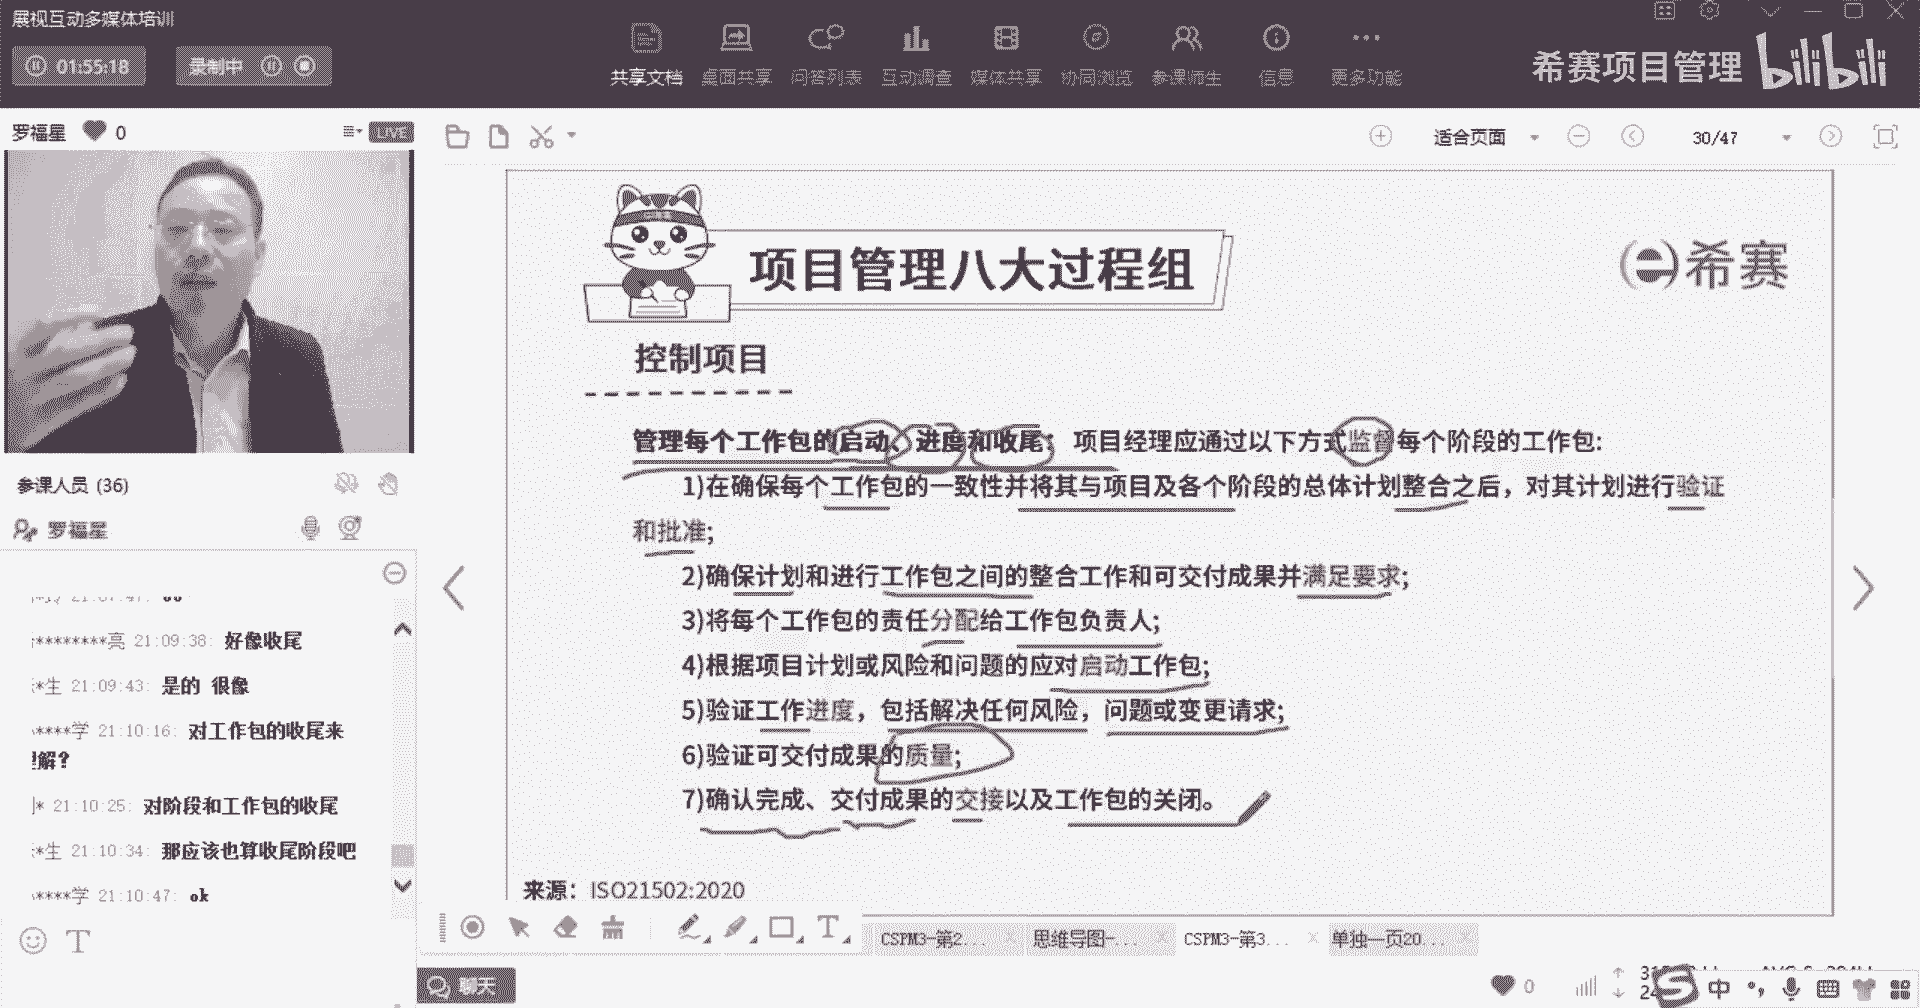 展视互动多媒体培训
01:55:18
录制中
共享文档 桌面共享 问答列表 互动调查 媒体共享 协同浏览 参课师生 信息 更多功能
希赛项目管理 bilibili
罗福星 0
LIVE
适合页面
30/47
项目管理八大过程组
希赛
控制项目
管理每个工作包的启动、进度和收尾：项目经理应通过以下方式监督每个阶段的工作包:
1)在确保每个工作包的一致性并将其与项目及各个阶段的总体计划整合之后，对其计划进行验证
和批准;
2)确保计划和进行工作包之间的整合工作和可交付成果并满足要求;
3)将每个工作包的责任分配给工作包负责人;
4)根据项目计划或风险和问题的应对启动工作包;
5)验证工作进度，包括解决任何风险，问题或变更请求;
6)验证可交付成果的质量;
7)确认完成、交付成果的交接以及工作包的关闭。
来源：ISO21502:2020
参课人员 (36)
罗福星
********亮 21:09:38: 好像收尾
*生 21:09:43: 是的 很像
****学 21:10:16: 对工作包的收尾来
解?
* 21:10:25: 对阶段和工作包的收尾
*生 21:10:34: 那应该也算收尾阶段吧
****学 21:10:47: ok
T
T
CSPM3-第2... 思维导图-... CSPM3-第3... 单独一页20...
聊天
0
S 中